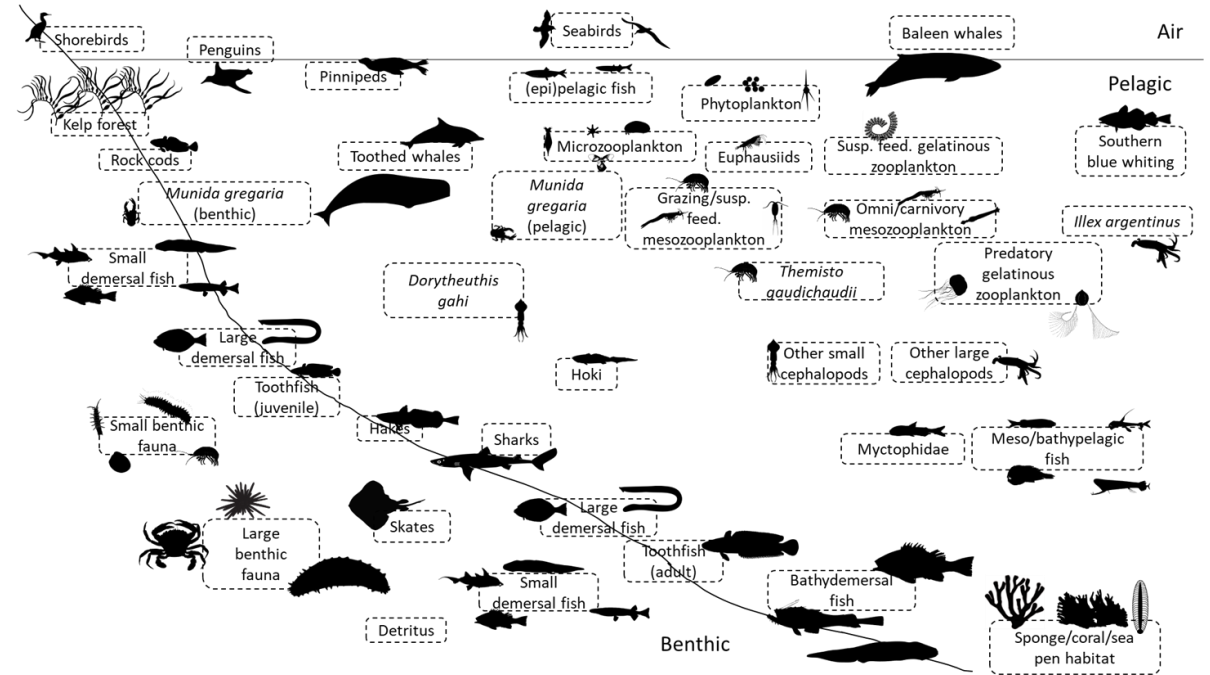 Shorebirds
Penguins
Pinnipeds
Seabirds
Baleen whales
Air
(epi)pelagic fish
Phytoplankton
Pelagic
Kelp forest
Rock cods
Toothed whales
Microzooplankton
Euphausiids
Susp. feed. gelatinous
zooplankton
Southern
blue whiting
Munida gregaria
(benthic)
Munida
gregaria
(pelagic)
Grazing/susp.
feed.
mesozooplankton
Omni/carnivory
mesozooplankton
Illex argentinus
Small
demersal fish
Dorytheuthis
gahi
Themisto
gaudichaudii
Predatory
gelatinous
zooplankton
Large
demersal fish
Toothfish
(juvenile)
Hoki
Other small
cephalopods
Other large
cephalopods
Small benthic
fauna
Hakes
Sharks
Myctophidae
Meso/bathypelagic
fish
Large
benthic
fauna
Skates
Large
demersal fish
Toothfish
(adult)
Small
demersal fish
Bathydemersal
fish
Detritus
Benthic
Sponge/coral/sea
pen habitat